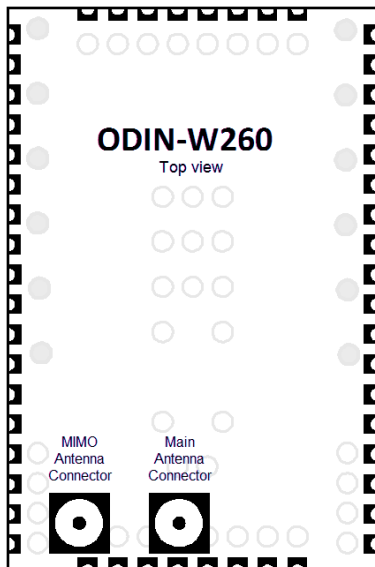 ODIN-W260
Top view
MIMO
Antenna
Connector
Main
Antenna
Connector